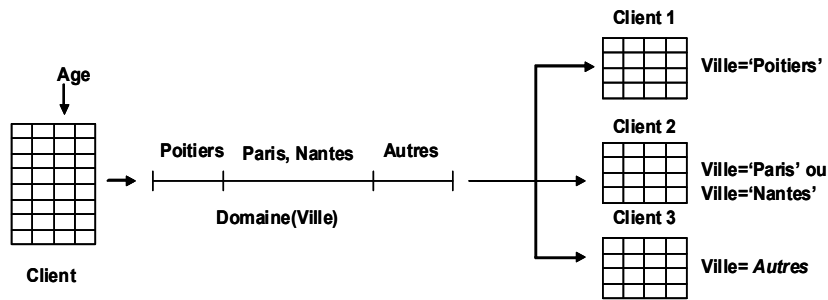 Client 1
Age
Ville=‘Poitiers’
Client 2
Poitiers
Paris, Nantes
Autres
Ville=‘Paris’ ou
Ville=‘Nantes’
Domaine(Ville)
Client 3
Client
Ville= Autres